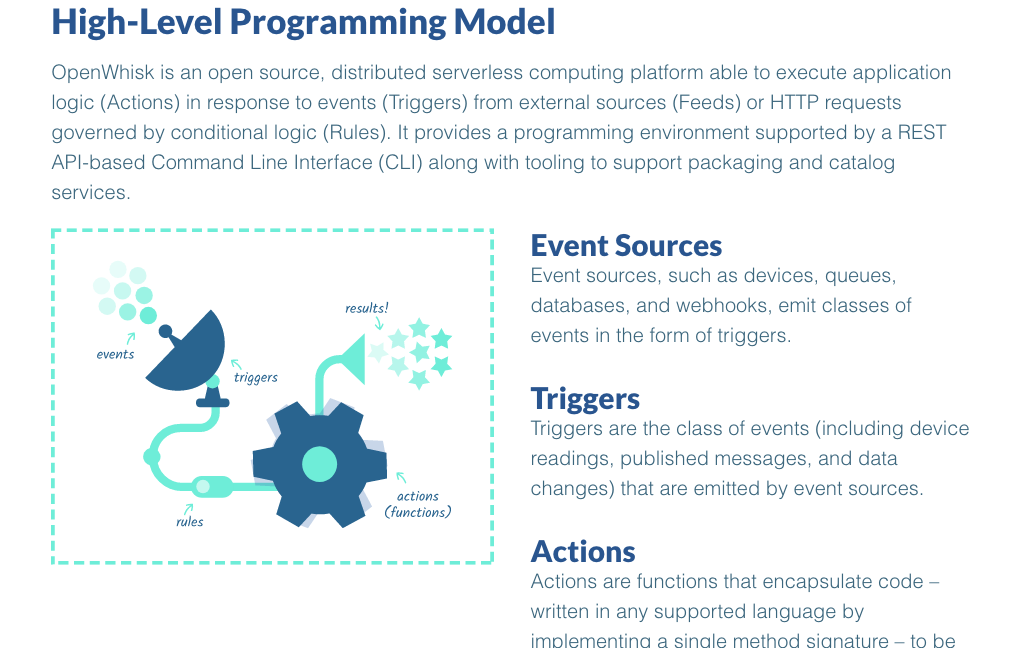 High-Level Programming Model
OpenWhisk is an open source, distributed serverless computing platform able to execute application
logic (Actions) in response to events (Triggers) from external sources (Feeds) or HTTP requests
governed by conditional logic (Rules). It provides a programming environment supported by a REST
API-based Command Line Interface (CLI) along with tooling to support packaging and catalog
services.
events
triggers
results!
rules
actions
(functions)
Event Sources
Event sources, such as devices, queues,
databases, and webhooks, emit classes of
events in the form of triggers.
Triggers
Triggers are the class of events (including device
readings, published messages, and data
changes) that are emitted by event sources.
Actions
Actions are functions that encapsulate code –
written in any supported language by
implementing a single method signature – to be